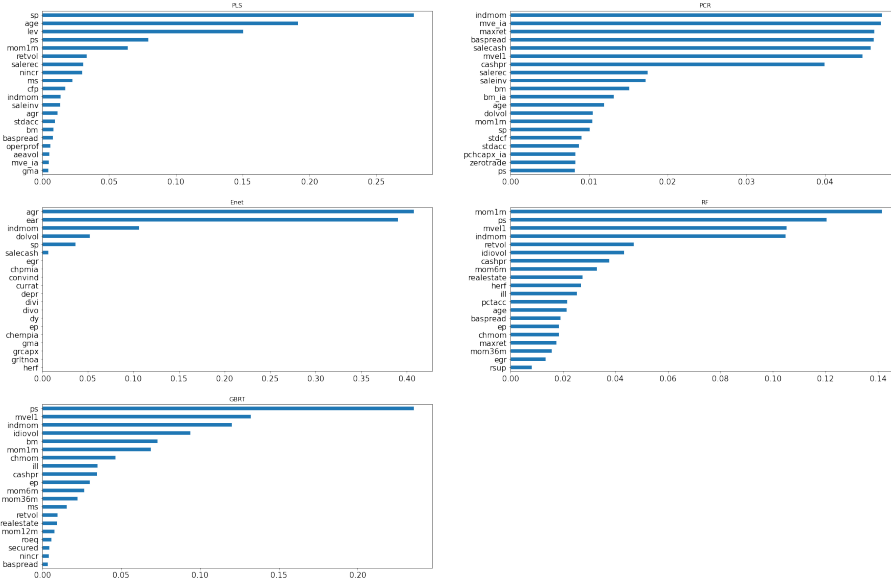 PLS
sp
age
lev
ps
mom1m
retvol
salerec
nincr
ms
cfp
indmom
saleinv
agr
stdacc
bm
baspread
operprof
aeavol
mve_ia
gma
0.00 0.05 0.10 0.15 0.20 0.25
PCR
indmom
mve_ia
maxret
baspread
salecash
mvel1
cashpr
salerec
saleinv
bm
bm_ia
age
dolvol
mom1m
sp
stdcf
stdacc
pchcapx_ia
zerotrade
ps
0.00 0.01 0.02 0.03 0.04
Enet
agr
ear
indmom
dolvol
sp
salecash
egr
chpmia
convind
currat
depr
divi
divo
dy
ep
chempia
gma
grcapx
grltnoa
herf
0.00 0.05 0.10 0.15 0.20 0.25 0.30 0.35 0.40
RF
mom1m
ps
mvel1
indmom
retvol
idiovol
cashpr
mom6m
realestate
herf
ill
pctacc
age
baspread
ep
chmom
maxret
mom36m
egr
rsup
0.00 0.02 0.04 0.06 0.08 0.10 0.12 0.14
GBRT
ps
mvel1
indmom
idiovol
bm
mom1m
chmom
ill
cashpr
ep
mom6m
mom36m
ms
retvol
realestate
mom12m
roeq
secured
nincr
baspread
0.00 0.05 0.10 0.15 0.20